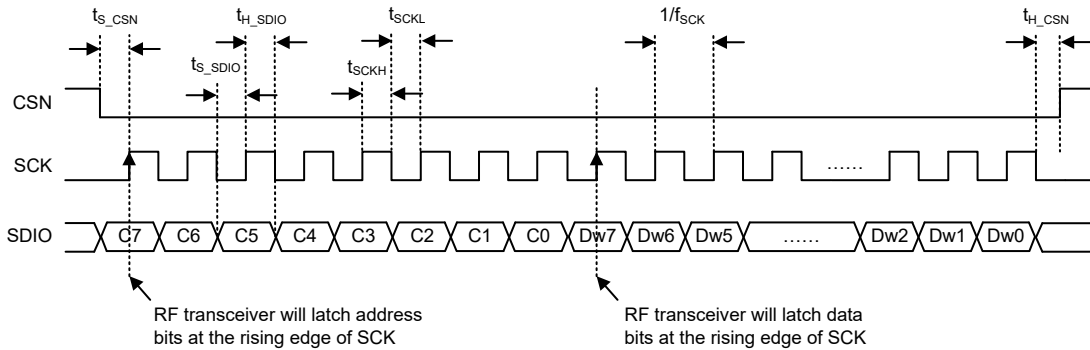 t_S_CSN t_H_SDIO t_SCKL 1/f_SCK t_H_CSN
t_S_SDIO t_SCKH
CSN
SCK ......
SDIO C7 C6 C5 C4 C3 C2 C1 C0 Dw7 Dw6 Dw5 ...... Dw2 Dw1 Dw0
RF transceiver will latch address
bits at the rising edge of SCK
RF transceiver will latch data
bits at the rising edge of SCK